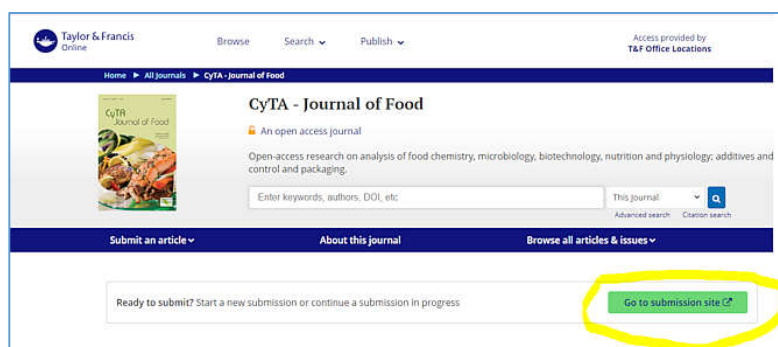 Taylor & Francis
Online
Browse
Search
Publish
Access provided by
T&F Office Locations
Home ▶ All Journals ▶ CyTA - Journal of Food
CyTA
Journal of Food
CyTA - Journal of Food
An open access journal
Open-access research on analysis of food chemistry, microbiology, biotechnology, nutrition and physiology; additives and
control and packaging.
Enter keywords, authors, DOI, etc
This Journal
Advanced search Citation search
Submit an article
About this journal
Browse all articles & issues
Ready to submit? Start a new submission or continue a submission in progress
Go to submission site